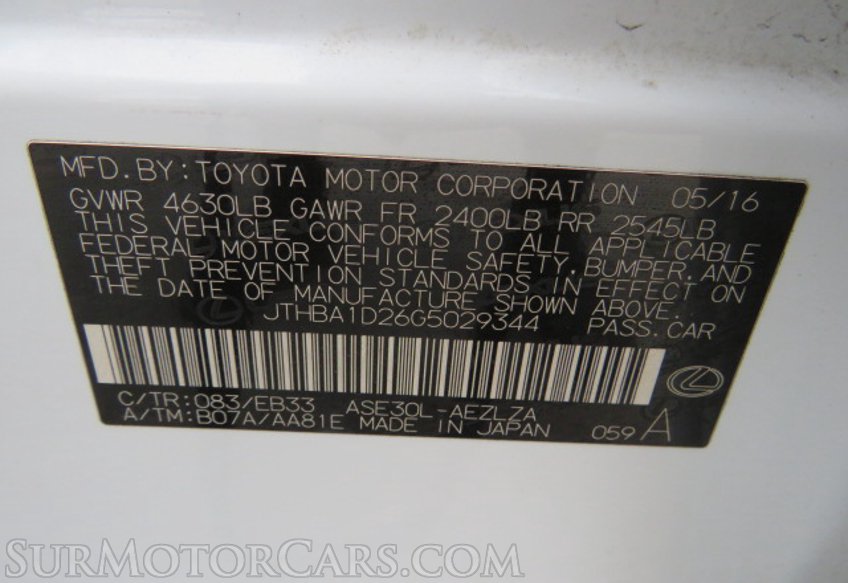 MFD. BY: TOYOTA MOTOR CORPORATION 05/16
GVWR 4630LB GAWR FR 2400LB RR 2545LB
THIS VEHICLE CONFORMS TO ALL APPLICABLE
FEDERAL MOTOR VEHICLE SAFETY, BUMPER, AND
THEFT PREVENTION STANDARDS IN EFFECT ON
THE DATE OF MANUFACTURE SHOWN ABOVE.
JTHBA1D26G5029344 PASS. CAR
C/TR: 083/EB33 ASE30L-AEZLZA
A/TM: B07A/AA81E MADE IN JAPAN 059 A
SURMOTORCARS.COM